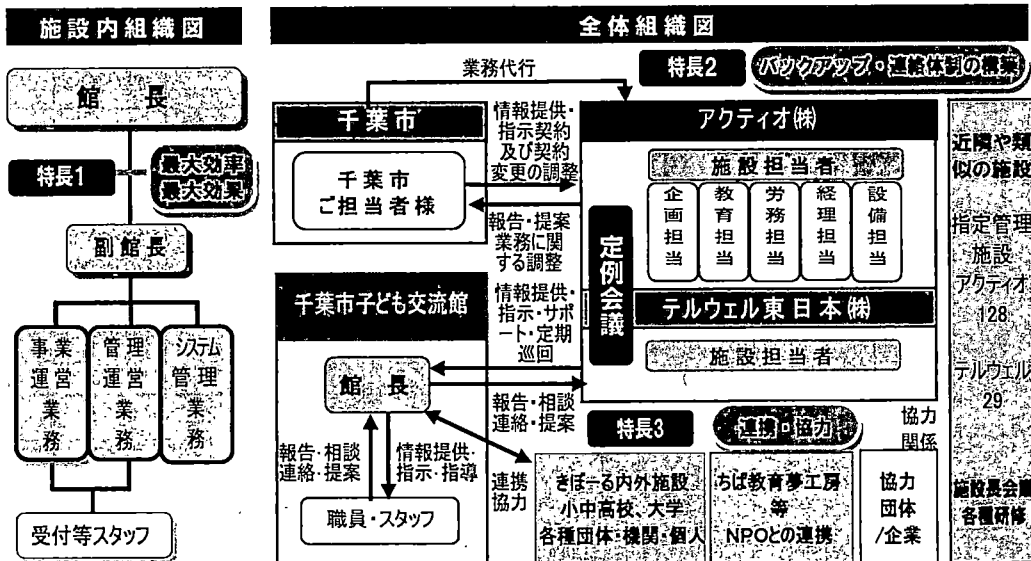 施設内組織図
館長
特長1
最大効率
最大効果
副館長
事業運営業務
管理運営業務
システム管理業務
受付等スタッフ
全体組織図
業務代行
特長2
バックアップ・連絡体制の構築
千葉市
千葉市
ご担当者様
情報提供・
指示契約
及び契約
変更の調整
報告・提案
業務に関
する調整
アクティオ㈱
施設担当者
企画担当
教育担当
労務担当
経理担当
設備担当
定例会議
テルウェル東日本㈱
施設担当者
千葉市子ども交流館
館長
報告・相談
連絡・提案
情報提供・
指示・指導
職員・スタッフ
情報提供・
指示・サポ
ート・定期
巡回
報告・相談
連絡・提案
特長3
連携・協力
連携
協力
きぼーる内外施設
小中高校、大学
各種団体・機関・個人
ちば教育夢工房
等
NPOとの連携
協力
関係
協力
団体
/企業
近隣や類
似の施設
指定管理
施設
アクティオ
128
テルウェル
29
施設長会議
各種研修